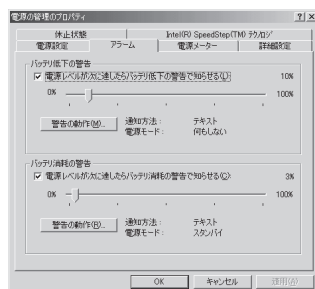 電源の管理のプロパティ
休止状態 Intel(R) SpeedStep(TM) テクノロジ
電源設定 アラーム 電源メーター 詳細設定
バッテリ低下の警告
電源レベルが次に達したらバッテリ低下の警告で知らせる(L): 10%
0% 100%
警告の動作(M)... 通知方法: テキスト
電源モード: 何もしない
バッテリ消耗の警告
電源レベルが次に達したらバッテリ消耗の警告で知らせる(C): 3%
0% 100%
警告の動作(R)... 通知方法: テキスト
電源モード: スタンバイ
OK キャンセル 適用(A)